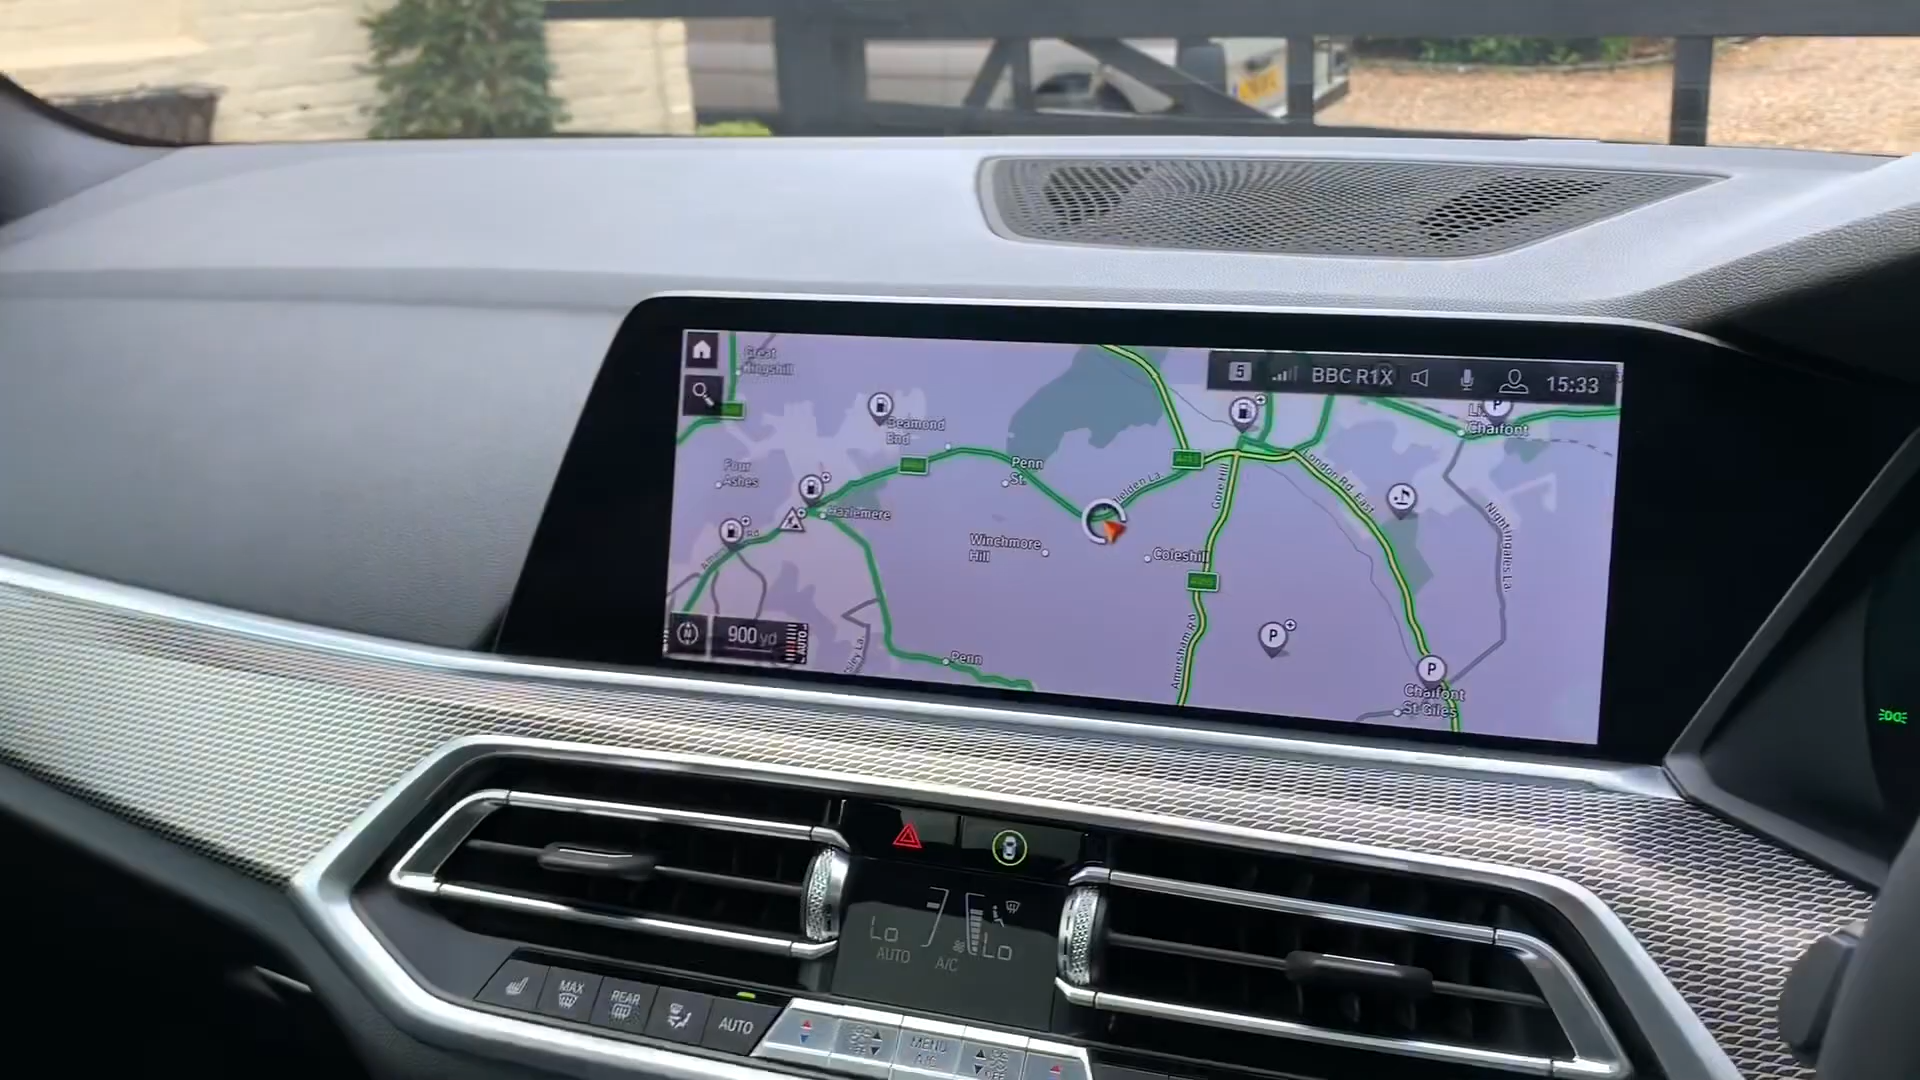 Great
Kingshill
5
BBC R1X
15:33
P
Chalfont
Beamond
End
Four
Ashes
Penn
St.
London Rd East
Gore Hill
Hazlemere
Rd
Winchmore
Hill
Coleshill
Nightingales La
N
900 yd
AUTO
Penn
Amersham Rd
P
P
Chalfont
St Giles
Lo
AUTO
A/C
Lo
MAX
REAR
AUTO
MENU
A/C